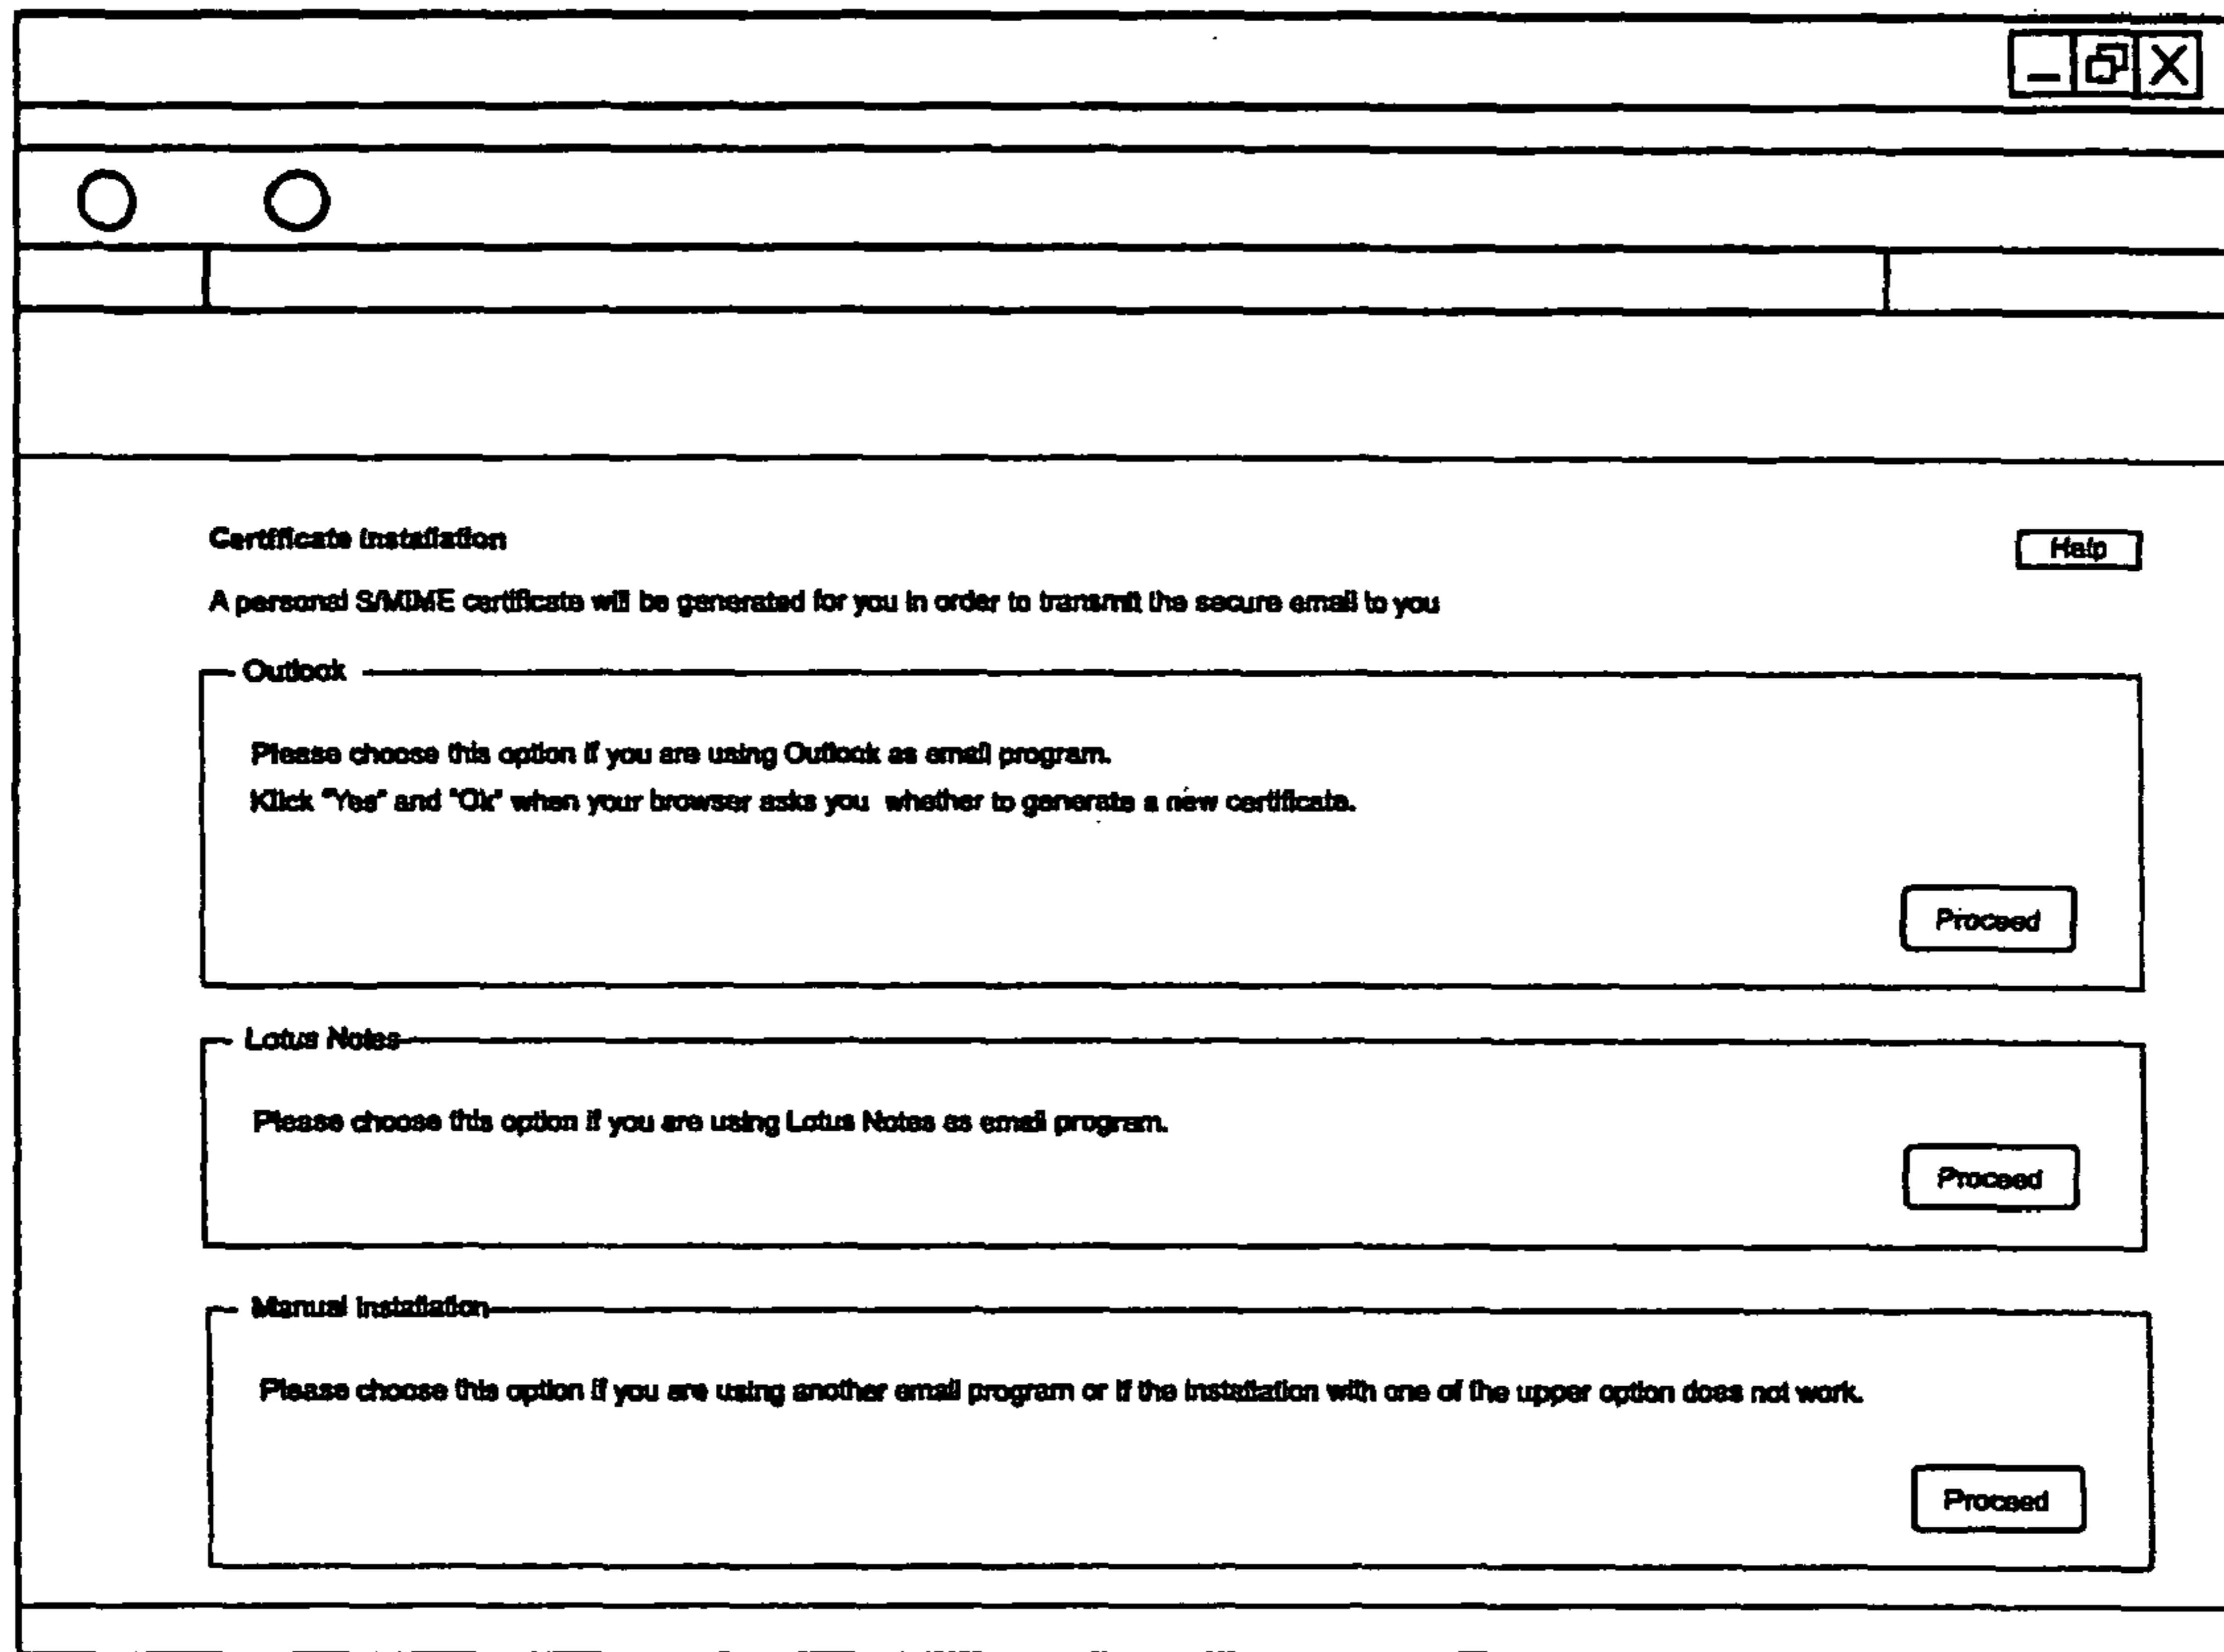 Certificate Installation
Help
A personal S/MIME certificate will be generated for you in order to transmit the secure email to you
Outlook
Please choose this option if you are using Outlook as email program.
Klick "Yes" and "Ok" when your browser asks you whether to generate a new certificate.
Proceed
Lotus Notes
Please choose this option if you are using Lotus Notes as email program.
Proceed
Manual Installation
Please choose this option if you are using another email program or if the installation with one of the upper option does not work.
Proceed